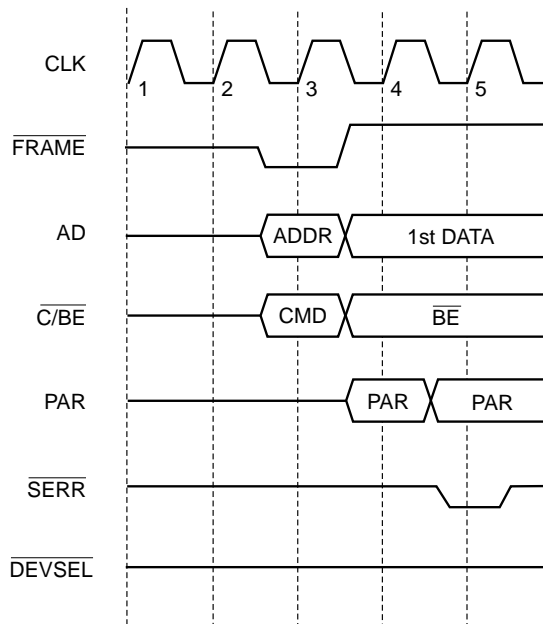 CLK
1 2 3 4 5
FRAME
AD ADDR 1st DATA
C/BE CMD BE
PAR PAR PAR
SERR
DEVSEL